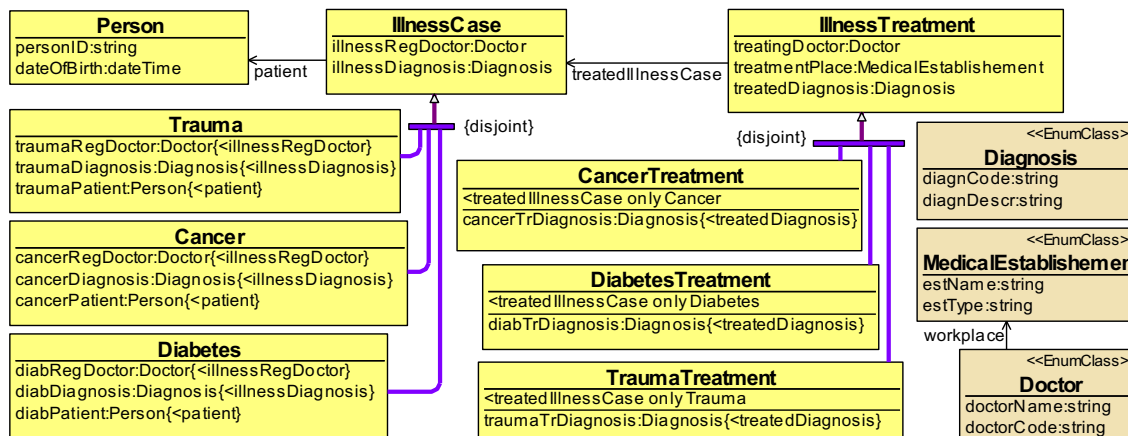 Person
personID:string
dateOfBirth:dateTime
patient
IllnessCase
illnessRegDoctor:Doctor
illnessDiagnosis:Diagnosis
treatedIllnessCase
IllnessTreatment
treatingDoctor:Doctor
treatmentPlace:MedicalEstablishement
treatedDiagnosis:Diagnosis
{disjoint}
{disjoint}
Trauma
traumaRegDoctor:Doctor{<illnessRegDoctor}
traumaDiagnosis:Diagnosis{<illnessDiagnosis}
traumaPatient:Person{<patient}
Cancer
cancerRegDoctor:Doctor{<illnessRegDoctor}
cancerDiagnosis:Diagnosis{<illnessDiagnosis}
cancerPatient:Person{<patient}
Diabetes
diabRegDoctor:Doctor{<illnessRegDoctor}
diabDiagnosis:Diagnosis{<illnessDiagnosis}
diabPatient:Person{<patient}
CancerTreatment
<treatedIllnessCase only Cancer
cancerTrDiagnosis:Diagnosis{<treatedDiagnosis}
DiabetesTreatment
<treatedIllnessCase only Diabetes
diabTrDiagnosis:Diagnosis{<treatedDiagnosis}
TraumaTreatment
<treatedIllnessCase only Trauma
traumaTrDiagnosis:Diagnosis{<treatedDiagnosis}
<<EnumClass>
Diagnosis
diagnCode:string
diagnDescr:string
<<EnumClass>
MedicalEstablishemen
estName:string
estType:string
workplace
<<EnumClass>
Doctor
doctorName:string
doctorCode:string